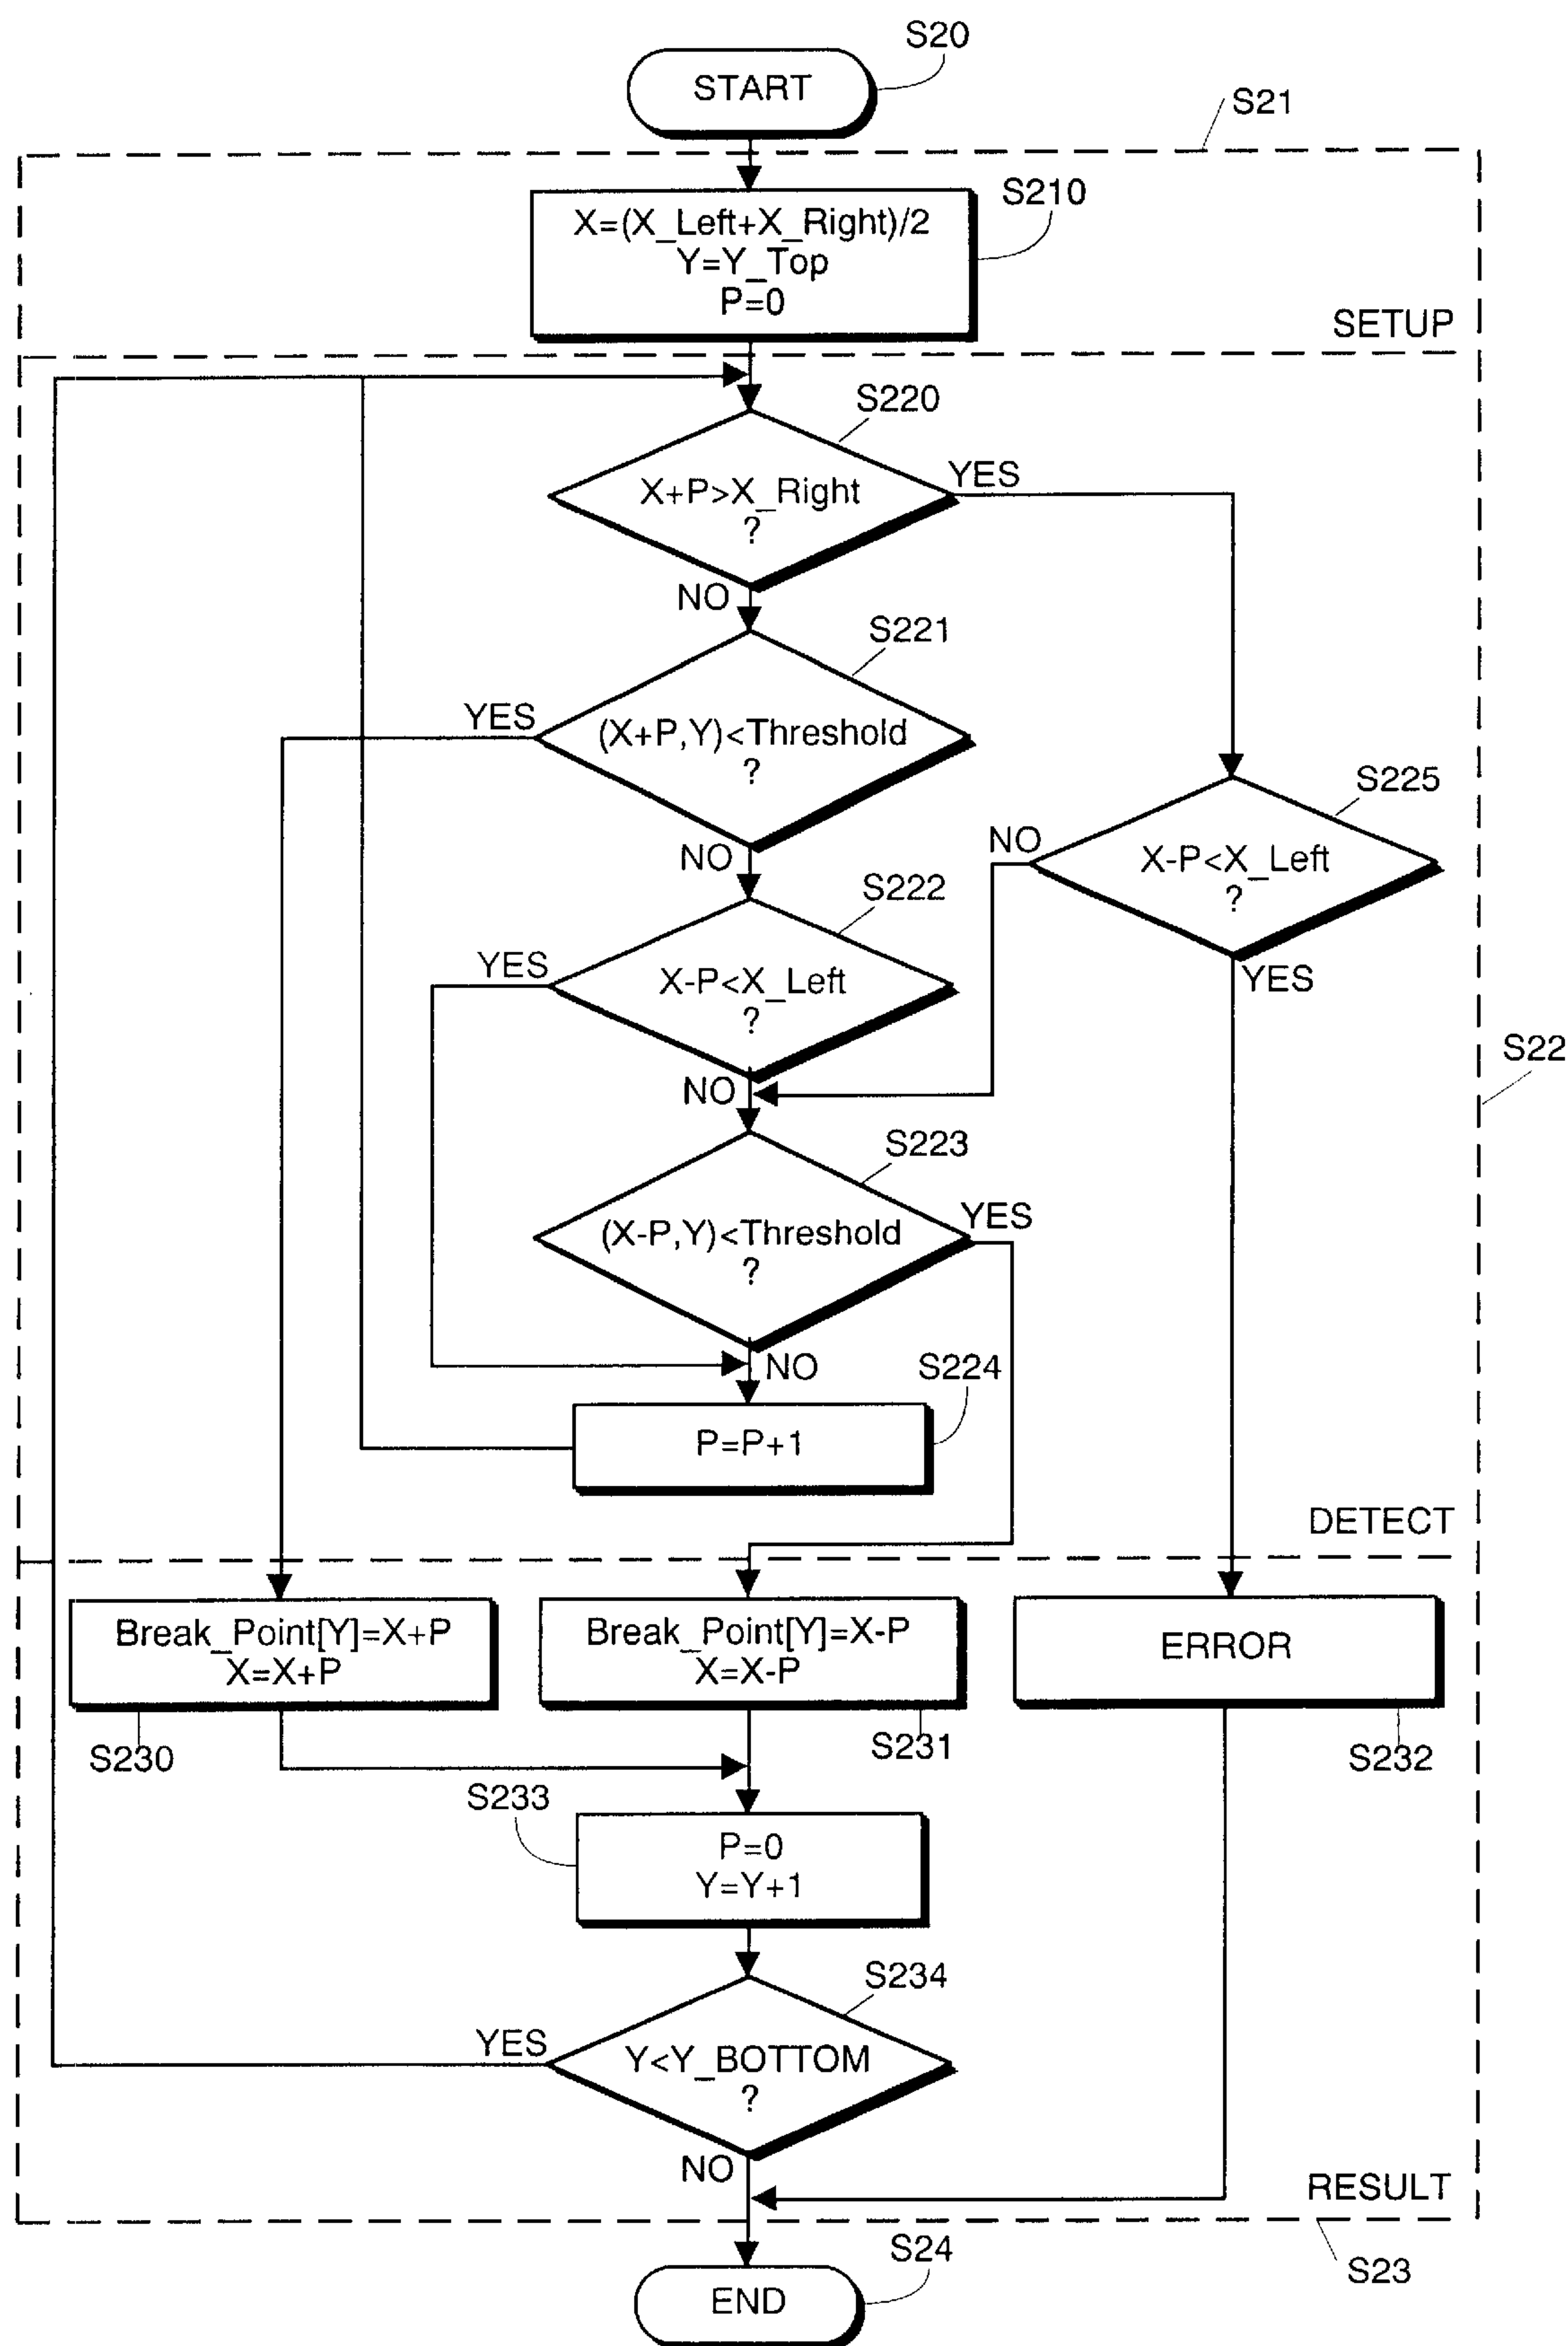 S20
START
S21
S210
X=(X_Left+X_Right)/2
Y=Y_Top
P=0
SETUP
S220
X+P>X_Right
?
YES
NO
S221
YES
(X+P,Y)<Threshold
?
NO
S225
NO
X-P<X_Left
?
YES
S222
YES
X-P<X_Left
?
NO
S22
S223
(X-P,Y)<Threshold
?
YES
NO
S224
P=P+1
DETECT
Break_Point[Y]=X+P
X=X+P
Break_Point[Y]=X-P
X=X-P
ERROR
S230
S231
S232
S233
P=0
Y=Y+1
S234
YES
Y<Y_BOTTOM
?
NO
RESULT
S23
S24
END